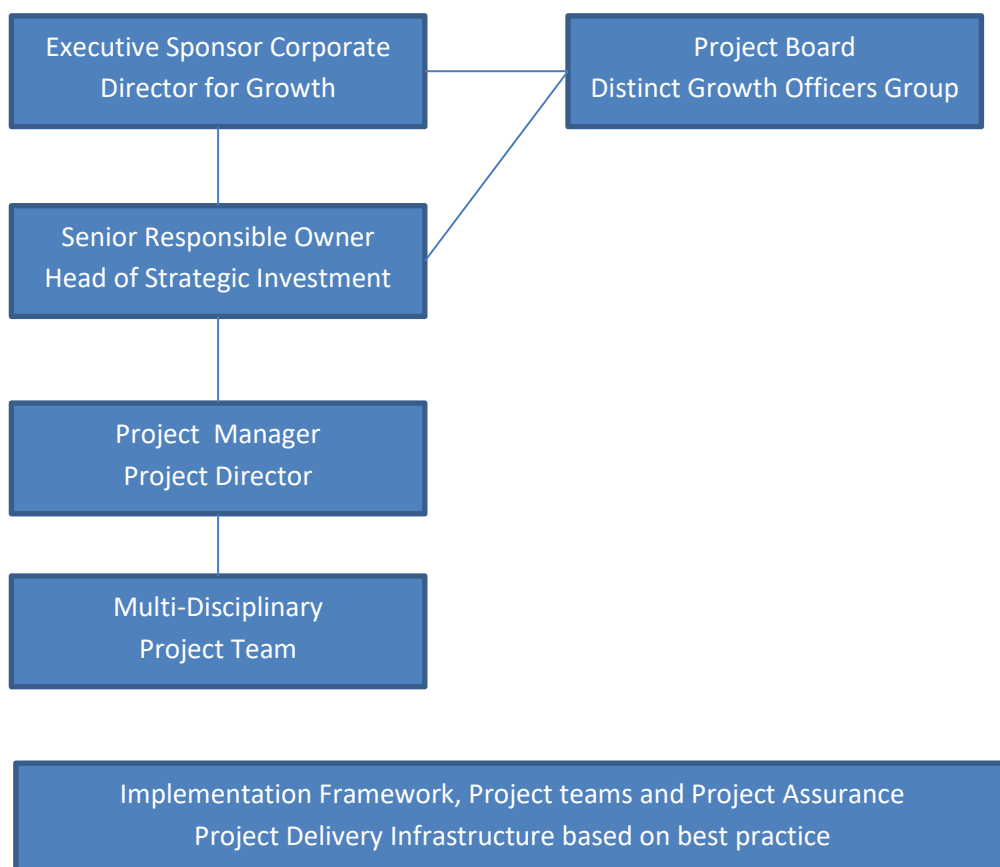 Executive Sponsor Corporate
Director for Growth
Project Board
Distinct Growth Officers Group
Senior Responsible Owner
Head of Strategic Investment
Project  Manager
Project Director
Multi-Disciplinary
Project Team
Implementation Framework, Project teams and Project Assurance
Project Delivery Infrastructure based on best practice